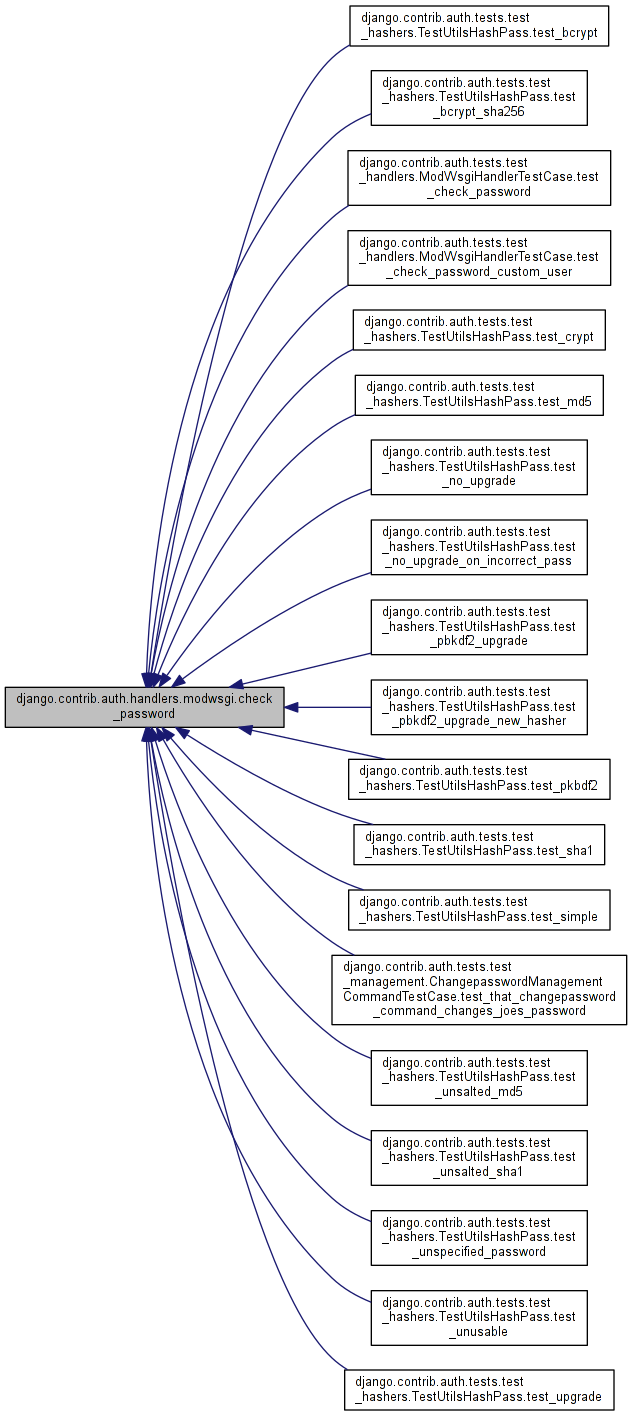 django.contrib.auth.tests.test
_hashers.TestUtilsHashPass.test_bcrypt
django.contrib.auth.tests.test
_hashers.TestUtilsHashPass.test
_bcrypt_sha256
django.contrib.auth.tests.test
_handlers.ModWsgiHandlerTestCase.test
_check_password
django.contrib.auth.tests.test
_handlers.ModWsgiHandlerTestCase.test
_check_password_custom_user
django.contrib.auth.tests.test
_hashers.TestUtilsHashPass.test_crypt
django.contrib.auth.tests.test
_hashers.TestUtilsHashPass.test_md5
django.contrib.auth.tests.test
_hashers.TestUtilsHashPass.test
_no_upgrade
django.contrib.auth.tests.test
_hashers.TestUtilsHashPass.test
_no_upgrade_on_incorrect_pass
django.contrib.auth.tests.test
_hashers.TestUtilsHashPass.test
_pbkdf2_upgrade
django.contrib.auth.handlers.modwsgi.check
_password
django.contrib.auth.tests.test
_hashers.TestUtilsHashPass.test
_pbkdf2_upgrade_new_hasher
django.contrib.auth.tests.test
_hashers.TestUtilsHashPass.test_pkbdf2
django.contrib.auth.tests.test
_hashers.TestUtilsHashPass.test_sha1
django.contrib.auth.tests.test
_hashers.TestUtilsHashPass.test_simple
django.contrib.auth.tests.test
_management.ChangepasswordManagement
CommandTestCase.test_that_changepassword
_command_changes_joes_password
django.contrib.auth.tests.test
_hashers.TestUtilsHashPass.test
_unsalted_md5
django.contrib.auth.tests.test
_hashers.TestUtilsHashPass.test
_unsalted_sha1
django.contrib.auth.tests.test
_hashers.TestUtilsHashPass.test
_unspecified_password
django.contrib.auth.tests.test
_hashers.TestUtilsHashPass.test
_unusable
django.contrib.auth.tests.test
_hashers.TestUtilsHashPass.test_upgrade